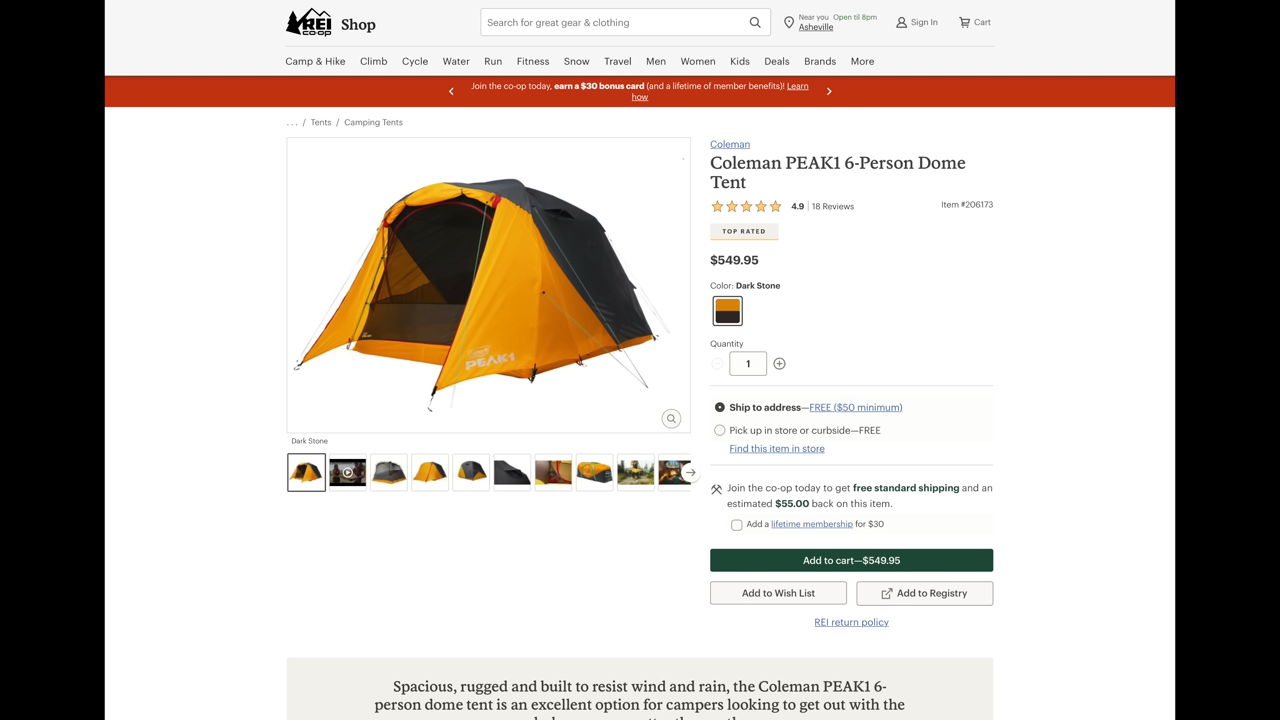 REI
CO-OP
Shop
Search for great gear & clothing
Near you Open til 8pm
Asheville
Sign In
Cart
Camp & Hike Climb Cycle Water Run Fitness Snow Travel Men Women Kids Deals Brands More
Join the co-op today, earn a $30 bonus card (and a lifetime of member benefits)! Learn
how
. . . / Tents / Camping Tents
Coleman
Coleman PEAK1 6-Person Dome
Tent
4.9 | 18 Reviews
Item #206173
TOP RATED
$549.95
Color: Dark Stone
Quantity
1
Ship to address—FREE ($50 minimum)
Pick up in store or curbside—FREE
Find this item in store
Join the co-op today to get free standard shipping and an
estimated $55.00 back on this item.
Add a lifetime membership for $30
Add to cart—$549.95
Add to Wish List
Add to Registry
REI return policy
PEAK1
Dark Stone
Spacious, rugged and built to resist wind and rain, the Coleman PEAK1 6-
person dome tent is an excellent option for campers looking to get out with the